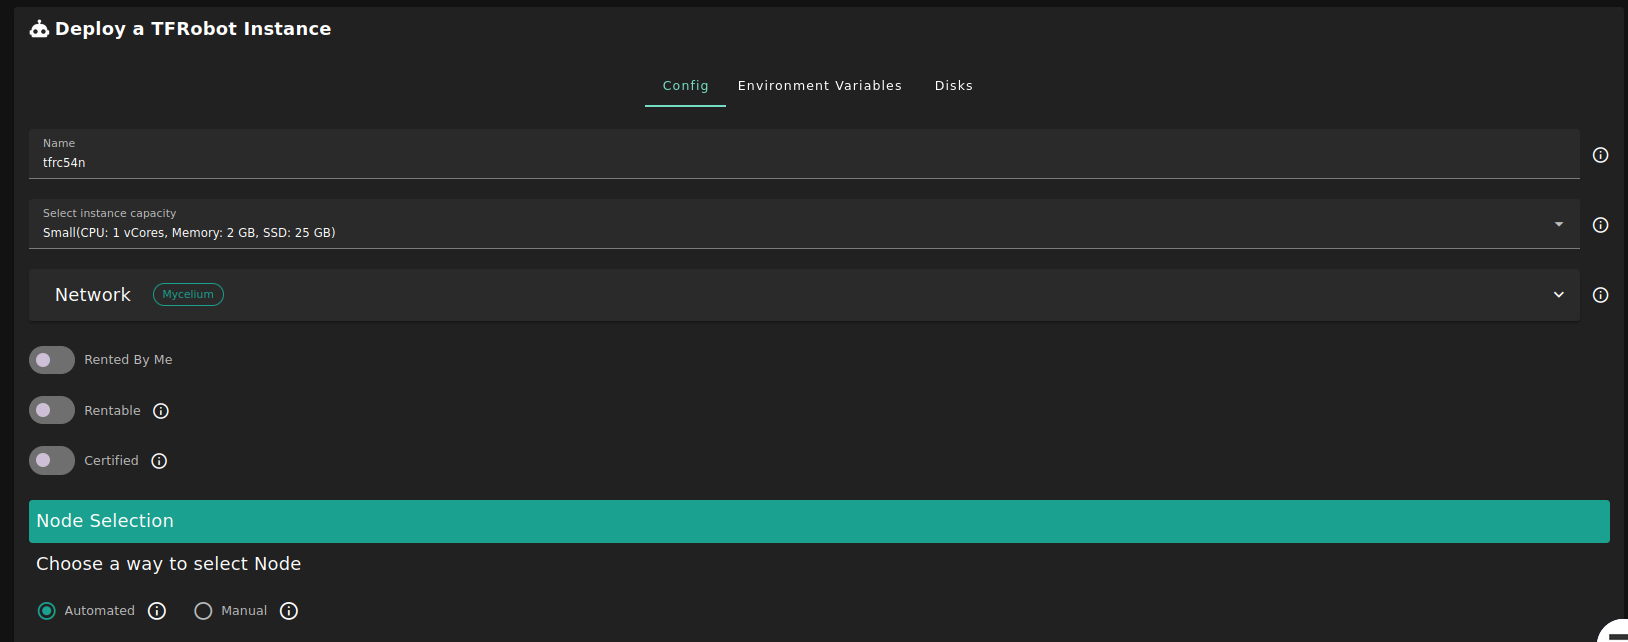 Deploy a TFRobot Instance
Config Environment Variables Disks
Name
tfrc54n
Select instance capacity
Small(CPU: 1 vCores, Memory: 2 GB, SSD: 25 GB)
Network Mycelium
Rented By Me
Rentable
Certified
Node Selection
Choose a way to select Node
Automated Manual